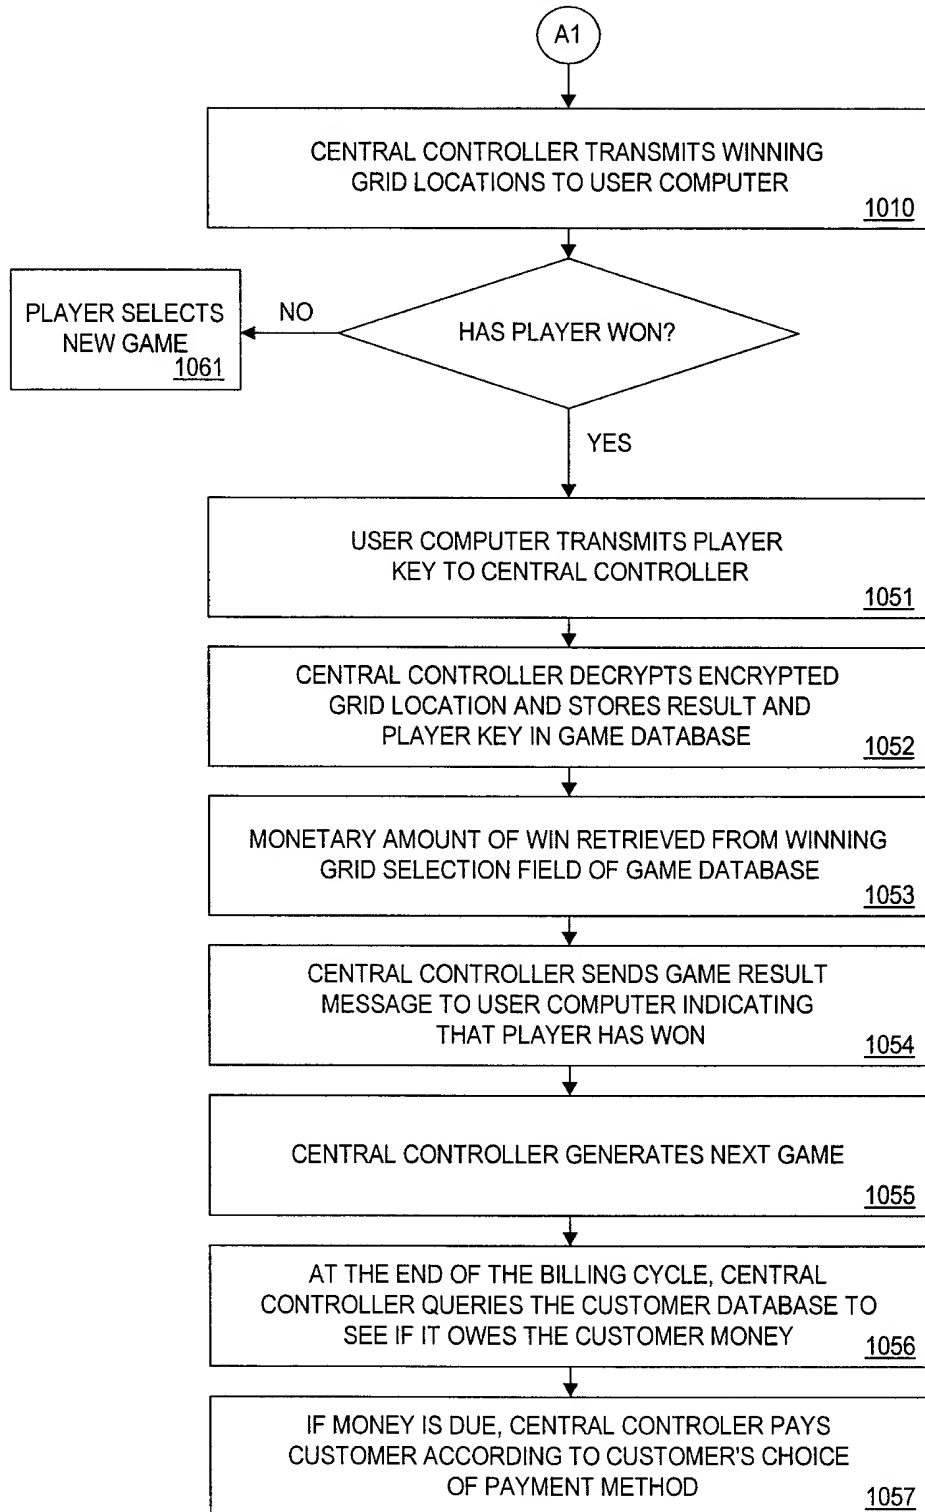 A1
CENTRAL CONTROLLER TRANSMITS WINNING
GRID LOCATIONS TO USER COMPUTER
1010
HAS PLAYER WON?
NO
PLAYER SELECTS
NEW GAME
1061
YES
USER COMPUTER TRANSMITS PLAYER
KEY TO CENTRAL CONTROLLER
1051
CENTRAL CONTROLLER DECRYPTS ENCRYPTED
GRID LOCATION AND STORES RESULT AND
PLAYER KEY IN GAME DATABASE
1052
MONETARY AMOUNT OF WIN RETRIEVED FROM WINNING
GRID SELECTION FIELD OF GAME DATABASE
1053
CENTRAL CONTROLLER SENDS GAME RESULT
MESSAGE TO USER COMPUTER INDICATING
THAT PLAYER HAS WON
1054
CENTRAL CONTROLLER GENERATES NEXT GAME
1055
AT THE END OF THE BILLING CYCLE, CENTRAL
CONTROLLER QUERIES THE CUSTOMER DATABASE TO
SEE IF IT OWES THE CUSTOMER MONEY
1056
IF MONEY IS DUE, CENTRAL CONTROLER PAYS
CUSTOMER ACCORDING TO CUSTOMER'S CHOICE
OF PAYMENT METHOD
1057